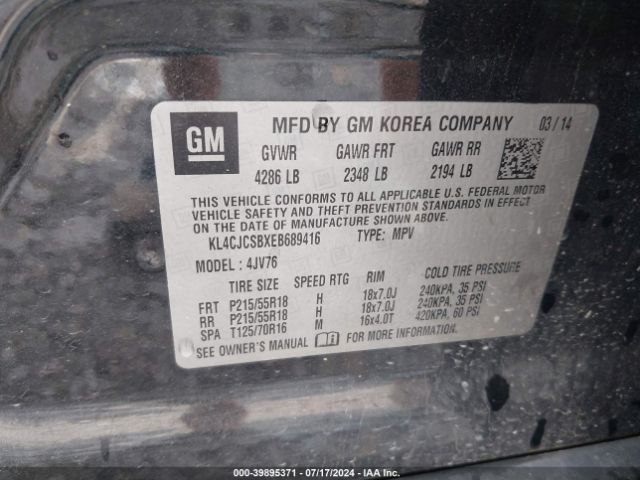 GM
MFD BY GM KOREA COMPANY 03/14
GVWR GAWR FRT GAWR RR
4286 LB 2348 LB 2194 LB
THIS VEHICLE CONFORMS TO ALL APPLICABLE U.S. FEDERAL MOTOR
VEHICLE SAFETY AND THEFT PREVENTION STANDARDS IN EFFECT
ON THE DATE OF MANUFACTURE SHOWN ABOVE.
KL4CJCSBXEB689416 TYPE: MPV
MODEL: 4JV76
TIRE SIZE SPEED RTG RIM COLD TIRE PRESSURE
FRT P215/55R18 H 18x7.0J 240KPA, 35 PSI
RR P215/55R18 H 18x7.0J 240KPA, 35 PSI
SPA T125/70R16 M 16x4.0T 420KPA, 60 PSI
SEE OWNER'S MANUAL FOR MORE INFORMATION.
000-39895371 - 07/17/2024 - IAA Inc.